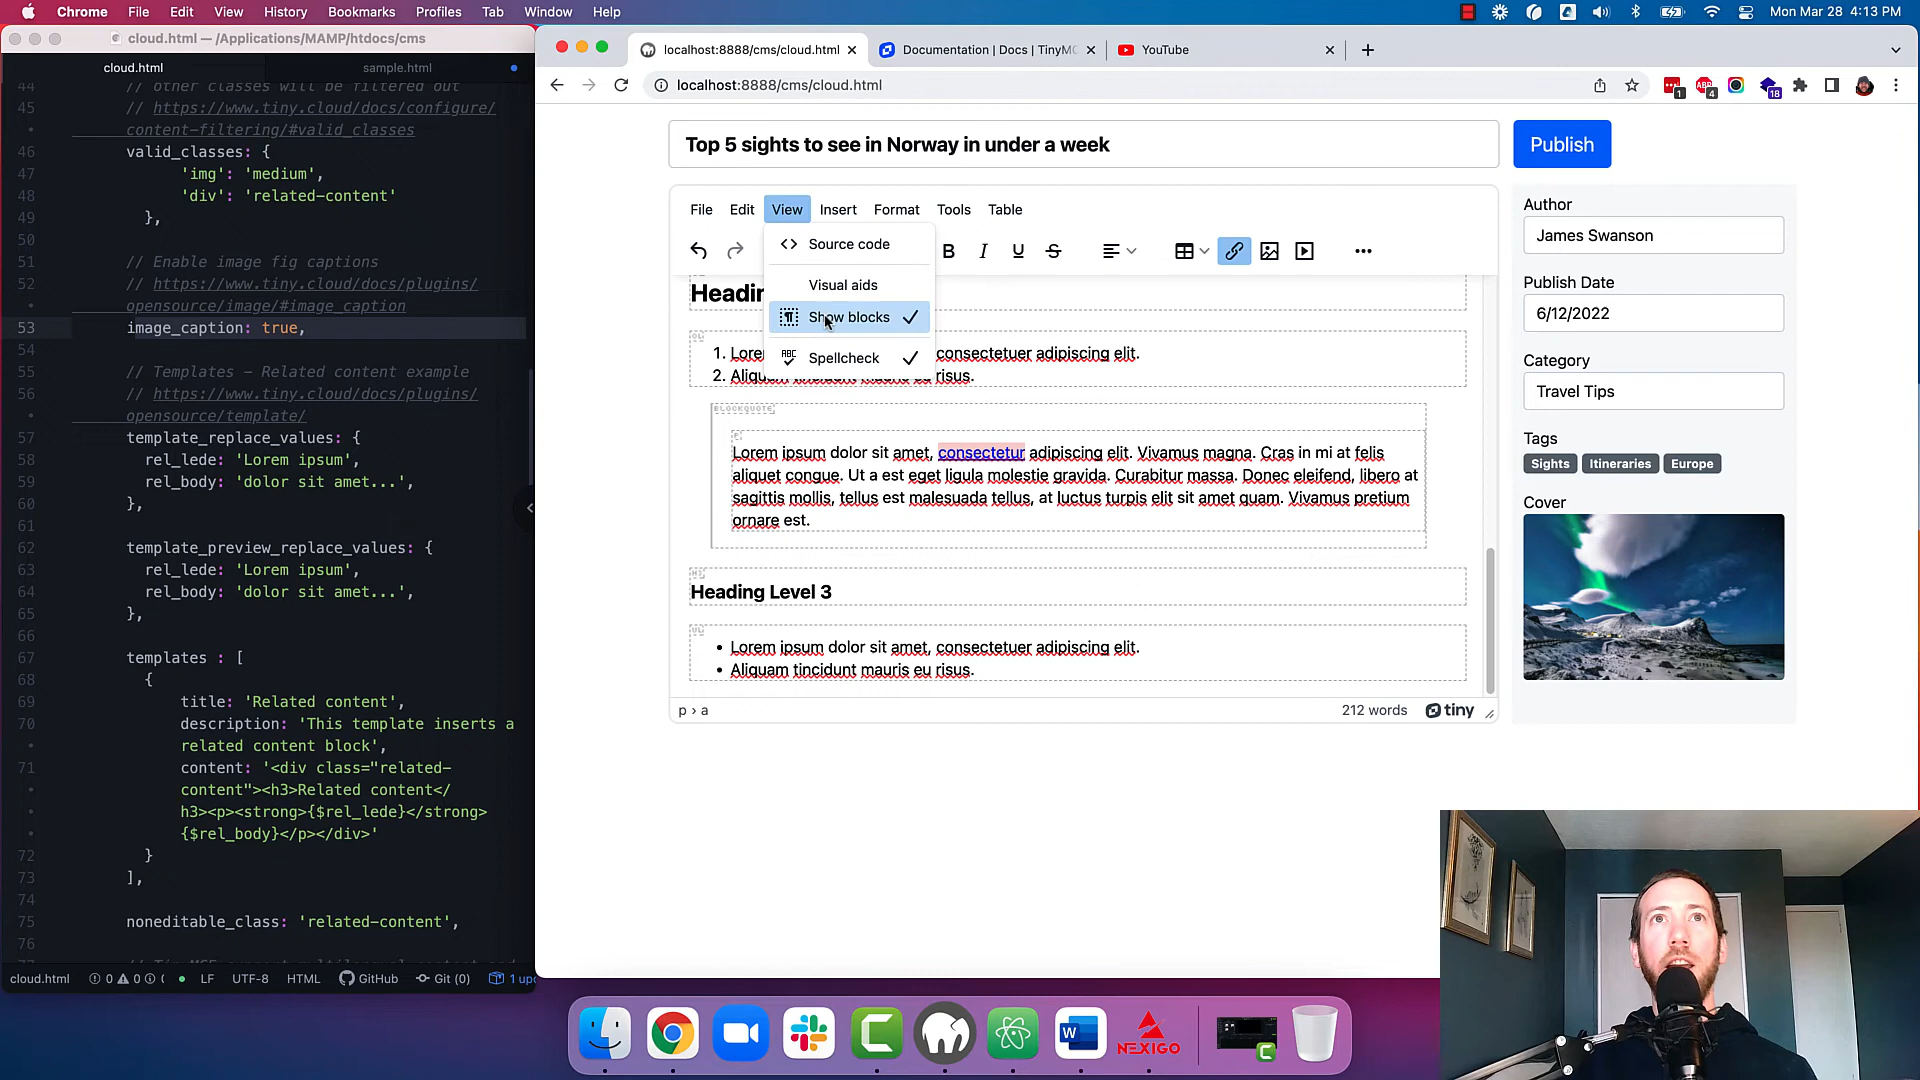 Chrome File Edit View History Bookmarks Profiles Tab Window Help Mon Mar 28 4:13 PM
cloud.html — /Applications/MAMP/htdocs/cms
cloud.html sample.html
44 // other classes will be filtered out
45 // https://www.tiny.cloud/docs/configure/
content-filtering/#valid_classes
46 valid_classes: {
47 'img': 'medium',
48 'div': 'related-content'
49 },
50
51 // Enable image fig captions
52 // https://www.tiny.cloud/docs/plugins/
opensource/image/#image_caption
53 image_caption: true,
54
55 // Templates – Related content example
56 // https://www.tiny.cloud/docs/plugins/
opensource/template/
57 template_replace_values: {
58 rel_lede: 'Lorem ipsum',
59 rel_body: 'dolor sit amet...',
60 },
61
62 template_preview_replace_values: {
63 rel_lede: 'Lorem ipsum',
64 rel_body: 'dolor sit amet...',
65 },
66
67 templates : [
68 {
69 title: 'Related content',
70 description: 'This template inserts a
related content block',
71 content: '<div class="related-
content"><h3>Related content</
h3><p><strong>{$rel_lede}</strong>
{$rel_body}</p></div>'
72 }
73 ],
74
75 noneditable_class: 'related-content',
76
cloud.html 0 0 0 LF UTF-8 HTML GitHub Git (0) 1 up
localhost:8888/cms/cloud.html Documentation | Docs | TinyMC YouTube
localhost:8888/cms/cloud.html 1 4 18
Top 5 sights to see in Norway in under a week
Publish
File Edit View Insert Format Tools Table
Source code
Visual aids
Show blocks
ABC Spellcheck
B I U S
Headin
OL
1. Lore consectetuer adipiscing elit.
2. Aliqu risus.
BLOCKQUOTE
P
Lorem ipsum dolor sit amet, consectetur adipiscing elit. Vivamus magna. Cras in mi at felis
aliquet congue. Ut a est eget ligula molestie gravida. Curabitur massa. Donec eleifend, libero at
sagittis mollis, tellus est malesuada tellus, at luctus turpis elit sit amet quam. Vivamus pretium
ornare est.
H3
Heading Level 3
UL
• Lorem ipsum dolor sit amet, consectetuer adipiscing elit.
• Aliquam tincidunt mauris eu risus.
p › a 212 words tiny
Author
James Swanson
Publish Date
6/12/2022
Category
Travel Tips
Tags
Sights Itineraries Europe
Cover
W
NEXIGO